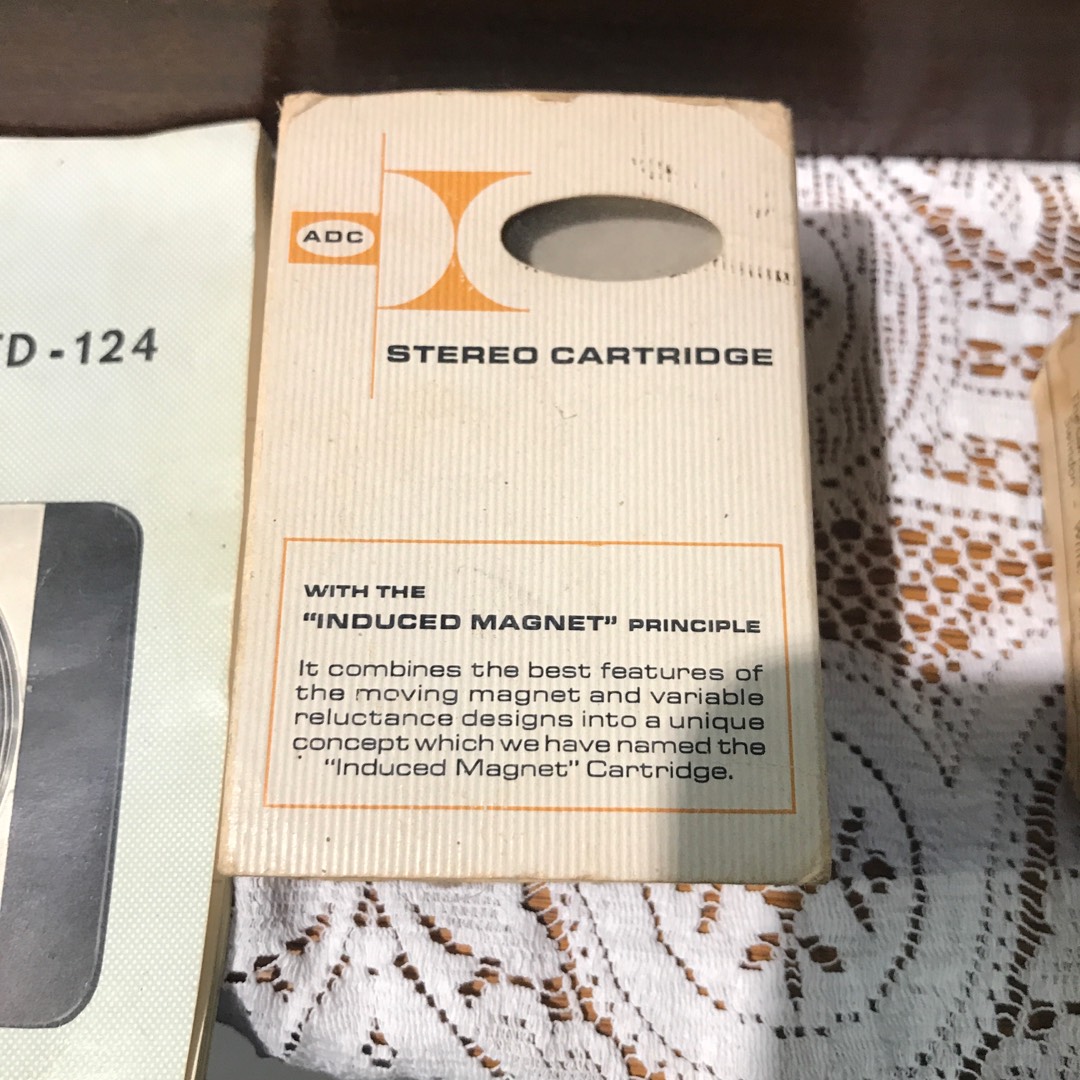 TD-124
ADC
STEREO CARTRIDGE
WITH THE
"INDUCED MAGNET" PRINCIPLE
It combines the best features of
the moving magnet and variable
reluctance designs into a unique
concept which we have named the
"Induced Magnet" Cartridge.